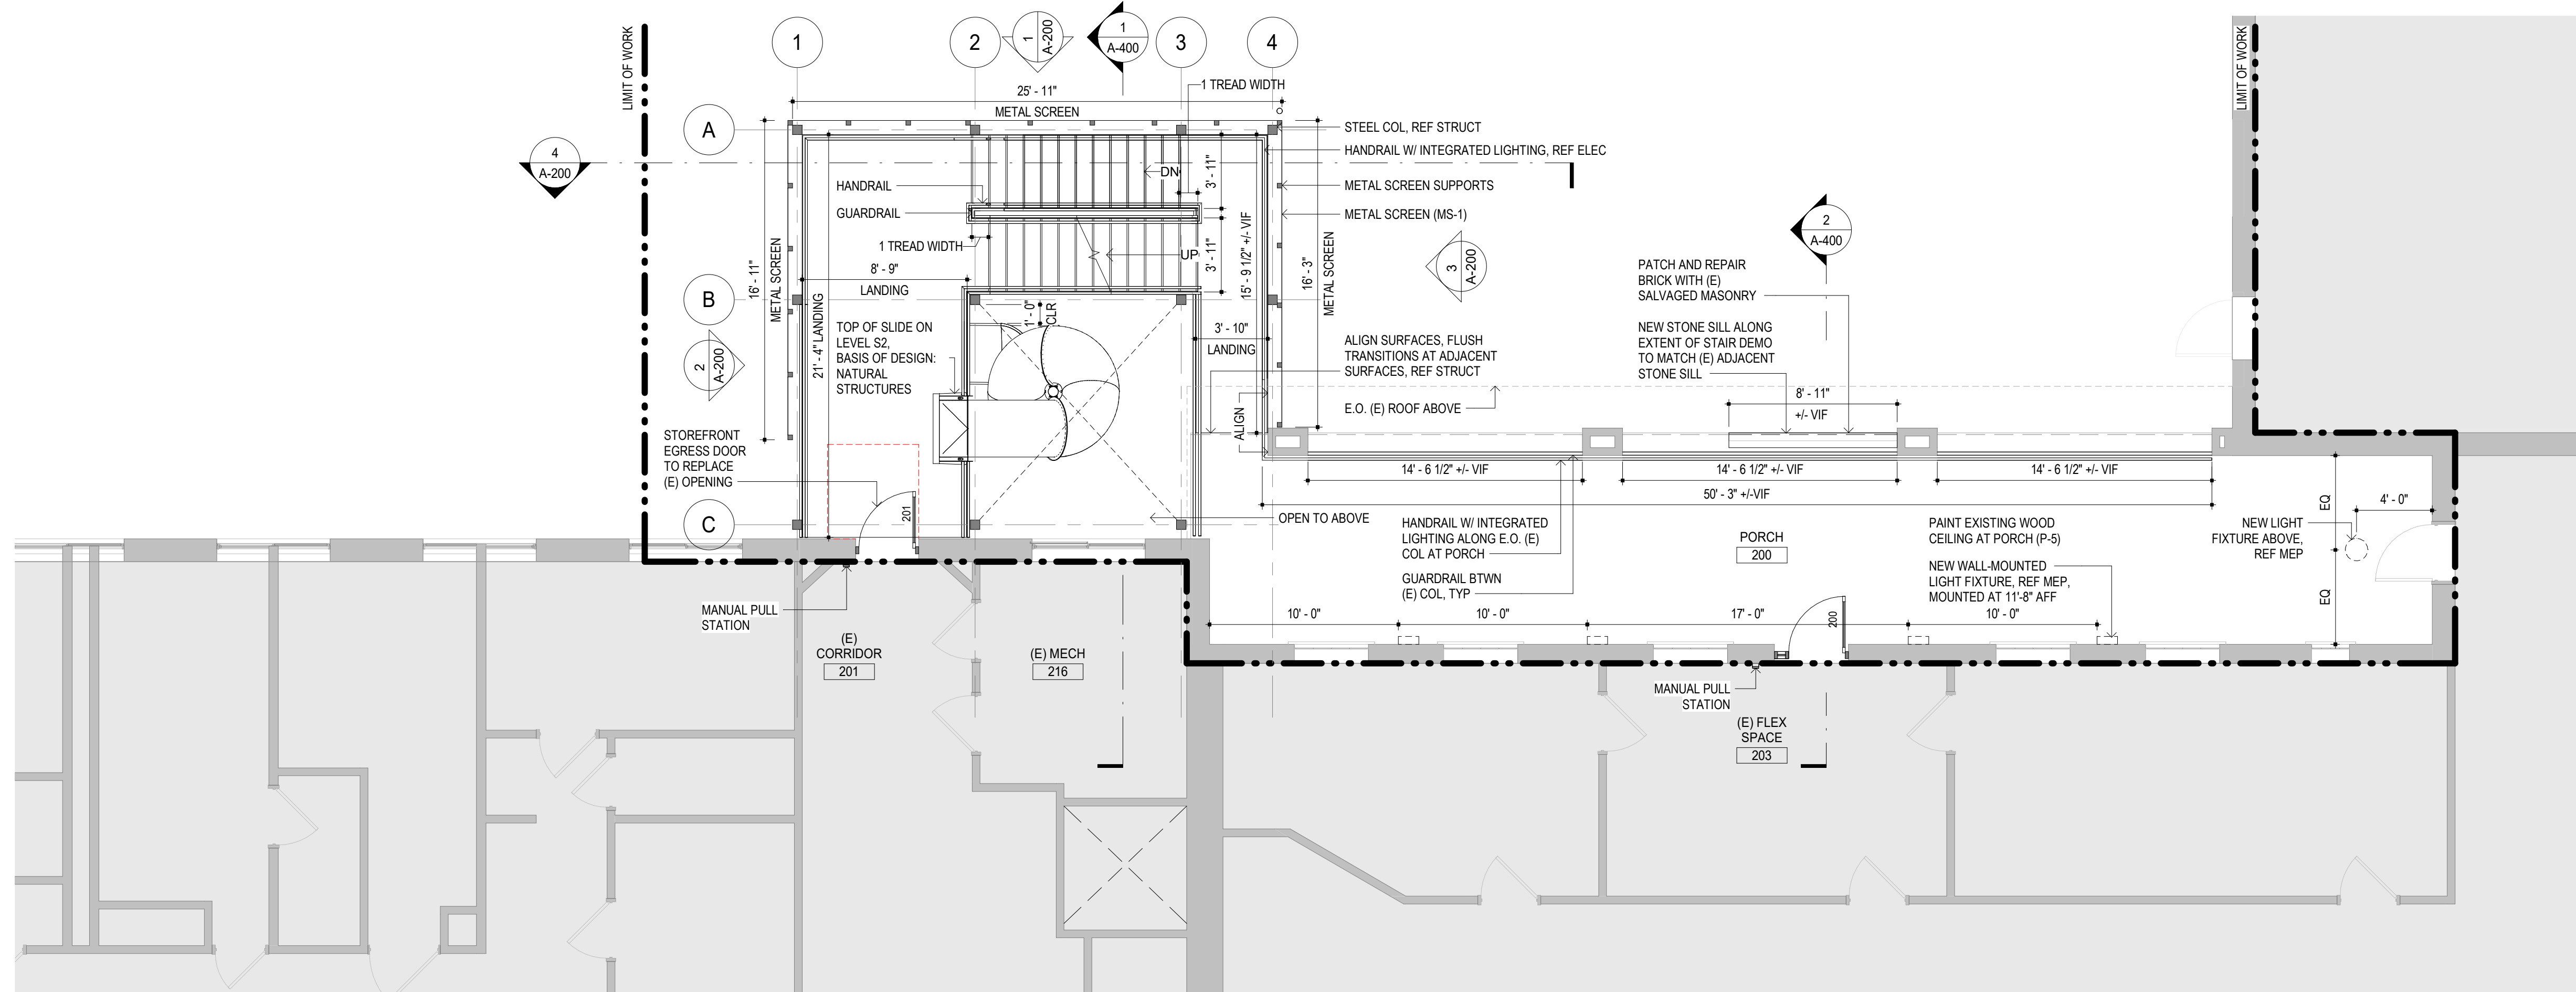 LIMIT OF WORK
1
2
1
A-200
1
A-400
3
4
LIMIT OF WORK
1 TREAD WIDTH
25' - 11"
METAL SCREEN
A
STEEL COL, REF STRUCT
4
A-200
HANDRAIL W/ INTEGRATED LIGHTING, REF ELEC
DN
3' - 11"
HANDRAIL
METAL SCREEN SUPPORTS
GUARDRAIL
METAL SCREEN (MS-1)
1 TREAD WIDTH
UP
3' - 11"
15' - 9 1/2" +/- VIF
16' - 3"
METAL SCREEN
16' - 11"
METAL SCREEN
8' - 9"
LANDING
3
A-200
2
A-400
PATCH AND REPAIR
BRICK WITH (E)
SALVAGED MASONRY
B
21' - 4" LANDING
1' - 0"
CLR
TOP OF SLIDE ON
LEVEL S2,
BASIS OF DESIGN:
NATURAL
STRUCTURES
3' - 10"
LANDING
ALIGN SURFACES, FLUSH
TRANSITIONS AT ADJACENT
SURFACES, REF STRUCT
NEW STONE SILL ALONG
EXTENT OF STAIR DEMO
TO MATCH (E) ADJACENT
STONE SILL
2
A-200
8' - 11"
+/- VIF
E.O. (E) ROOF ABOVE
ALIGN
STOREFRONT
EGRESS DOOR
TO REPLACE
(E) OPENING
14' - 6 1/2" +/- VIF
14' - 6 1/2" +/- VIF
14' - 6 1/2" +/- VIF
50' - 3" +/-VIF
EQ
4' - 0"
C
201
OPEN TO ABOVE
HANDRAIL W/ INTEGRATED
LIGHTING ALONG E.O. (E)
COL AT PORCH
PORCH
200
PAINT EXISTING WOOD
CEILING AT PORCH (P-5)
NEW LIGHT
FIXTURE ABOVE,
REF MEP
GUARDRAIL BTWN
(E) COL, TYP
NEW WALL-MOUNTED
LIGHT FIXTURE, REF MEP,
MOUNTED AT 11'-8" AFF
EQ
MANUAL PULL
STATION
10' - 0"
10' - 0"
17' - 0"
200
10' - 0"
(E)
CORRIDOR
201
(E) MECH
216
MANUAL PULL
STATION
(E) FLEX
SPACE
203